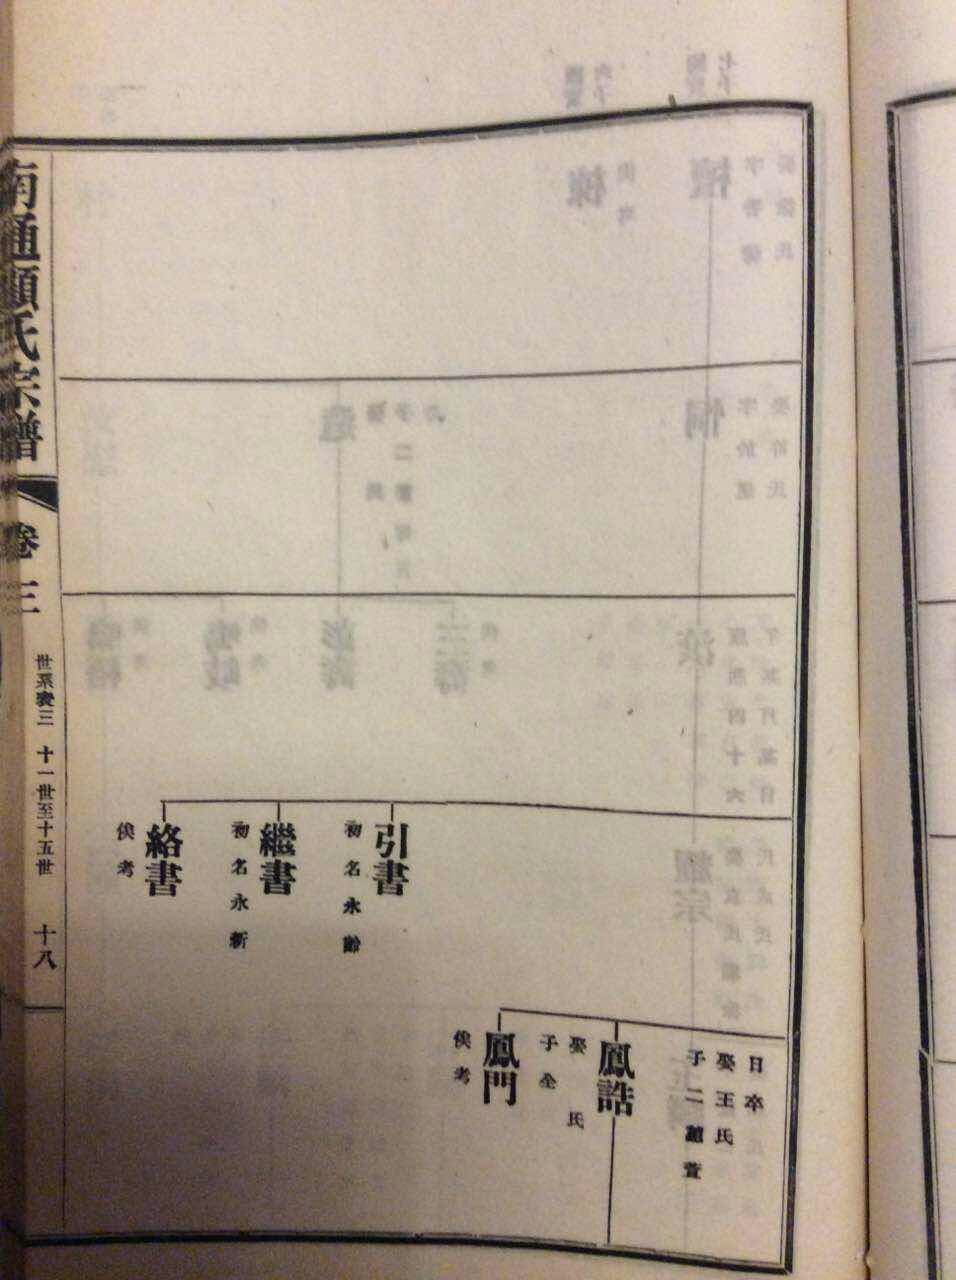 引書
初名永齡
繼書
初名永新
絡書
俟考
日卒
娶王氏
子二 萱
鳳誥
娶 氏
子全
鳳門
俟考
南通顧氏宗譜
卷三
世系表三 十一世至十五世
十八